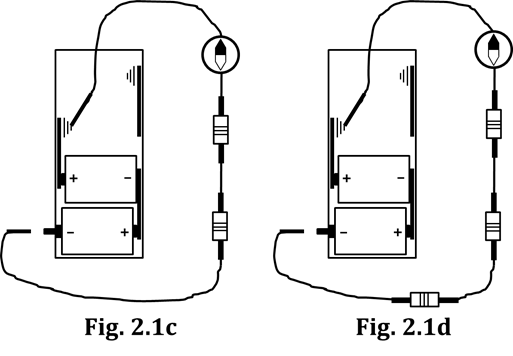 + −
− +
+ −
− +
Fig. 2.1c
Fig. 2.1d